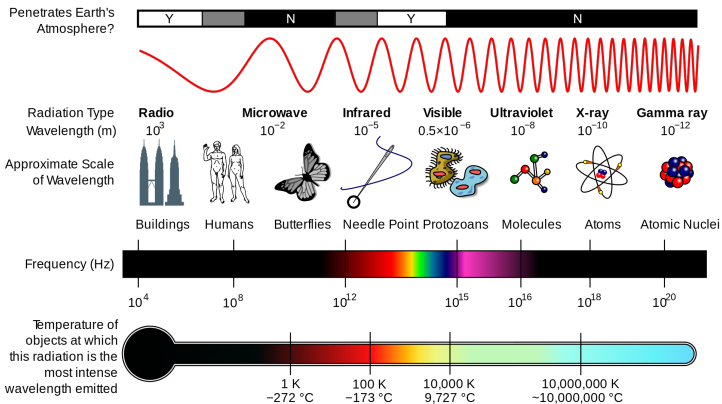 Penetrates Earth's
Atmosphere?
Y
N
Y
N
Radiation Type
Radio
Microwave
Infrared
Visible
Ultraviolet
X-ray
Gamma ray
Wavelength (m)
10³
10⁻²
10⁻⁵
0.5×10⁻⁶
10⁻⁸
10⁻¹⁰
10⁻¹²
Approximate Scale
of Wavelength
Buildings
Humans
Butterflies
Needle Point
Protozoans
Molecules
Atoms
Atomic Nuclei
Frequency (Hz)
10⁴
10⁸
10¹²
10¹⁵
10¹⁶
10¹⁸
10²⁰
Temperature of
objects at which
this radiation is the
most intense
wavelength emitted
1 K
−272 °C
100 K
−173 °C
10,000 K
9,727 °C
10,000,000 K
~10,000,000 °C